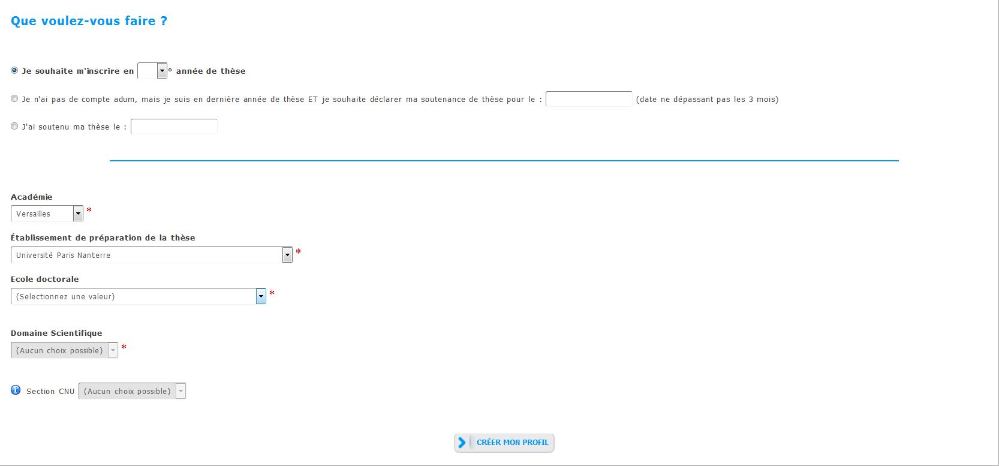 Que voulez-vous faire ?
Je souhaite m'inscrire en ° année de thèse
Je n'ai pas de compte adum, mais je suis en dernière année de thèse ET je souhaite déclarer ma soutenance de thèse pour le : (date ne dépassant pas les 3 mois)
J'ai soutenu ma thèse le :
Académie
Versailles *
Établissement de préparation de la thèse
Université Paris Nanterre *
Ecole doctorale
(Selectionnez une valeur) *
Domaine Scientifique
(Aucun choix possible) *
i Section CNU (Aucun choix possible)
CRÉER MON PROFIL